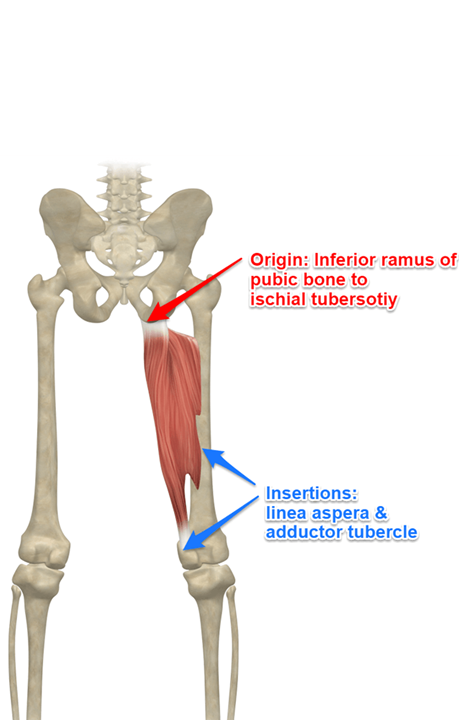 Origin: Inferior ramus of
pubic bone to
ischial tubersotiy
Insertions:
linea aspera &
adductor tubercle